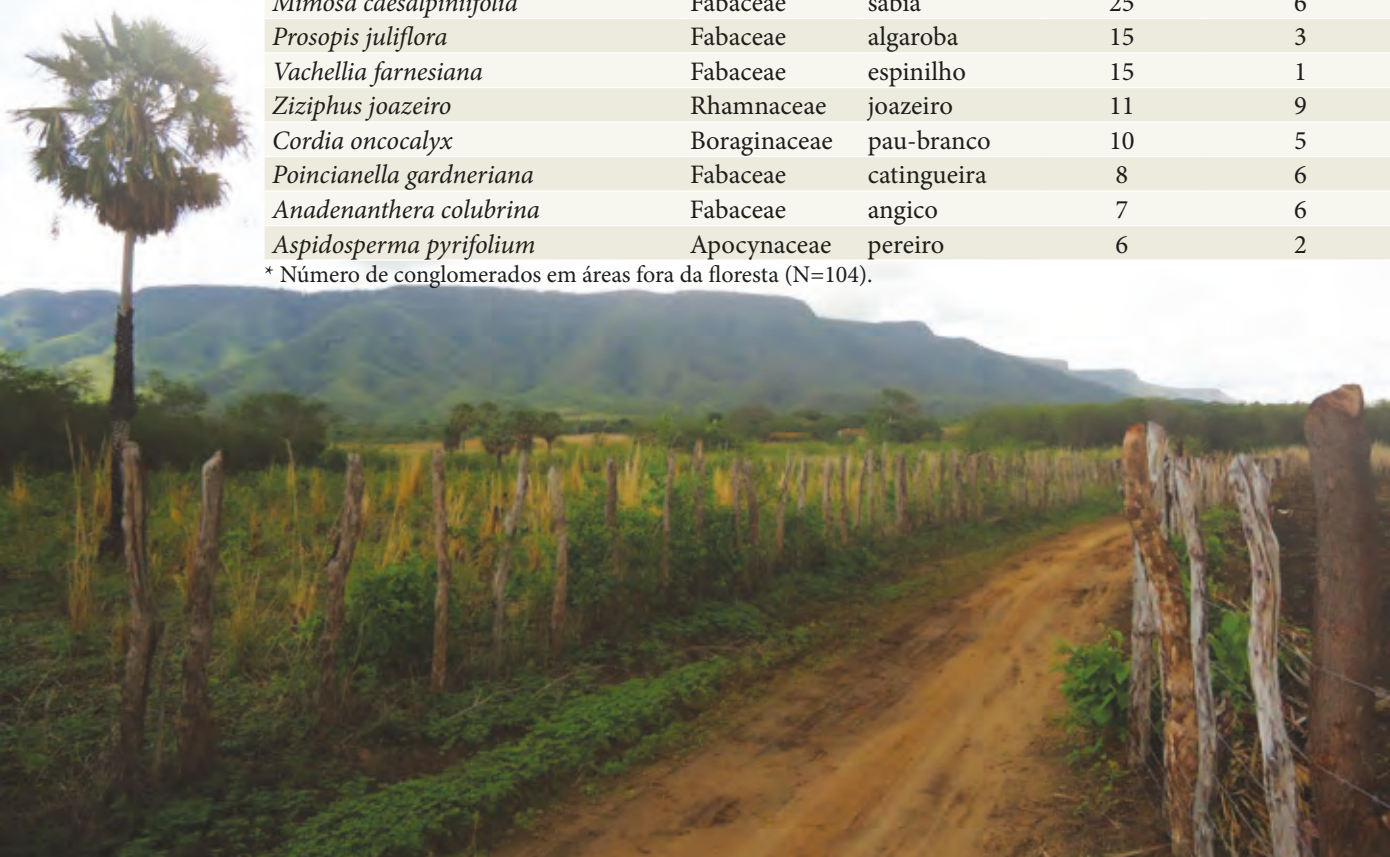 Mimosa caesalpiniifolia Fabaceae sabiá 25 6
Prosopis juliflora Fabaceae algaroba 15 3
Vachellia farnesiana Fabaceae espinilho 15 1
Ziziphus joazeiro Rhamnaceae joazeiro 11 9
Cordia oncocalyx Boraginaceae pau-branco 10 5
Poincianella gardneriana Fabaceae catingueira 8 6
Anadenanthera colubrina Fabaceae angico 7 6
Aspidosperma pyrifolium Apocynaceae pereiro 6 2
* Número de conglomerados em áreas fora da floresta (N=104).